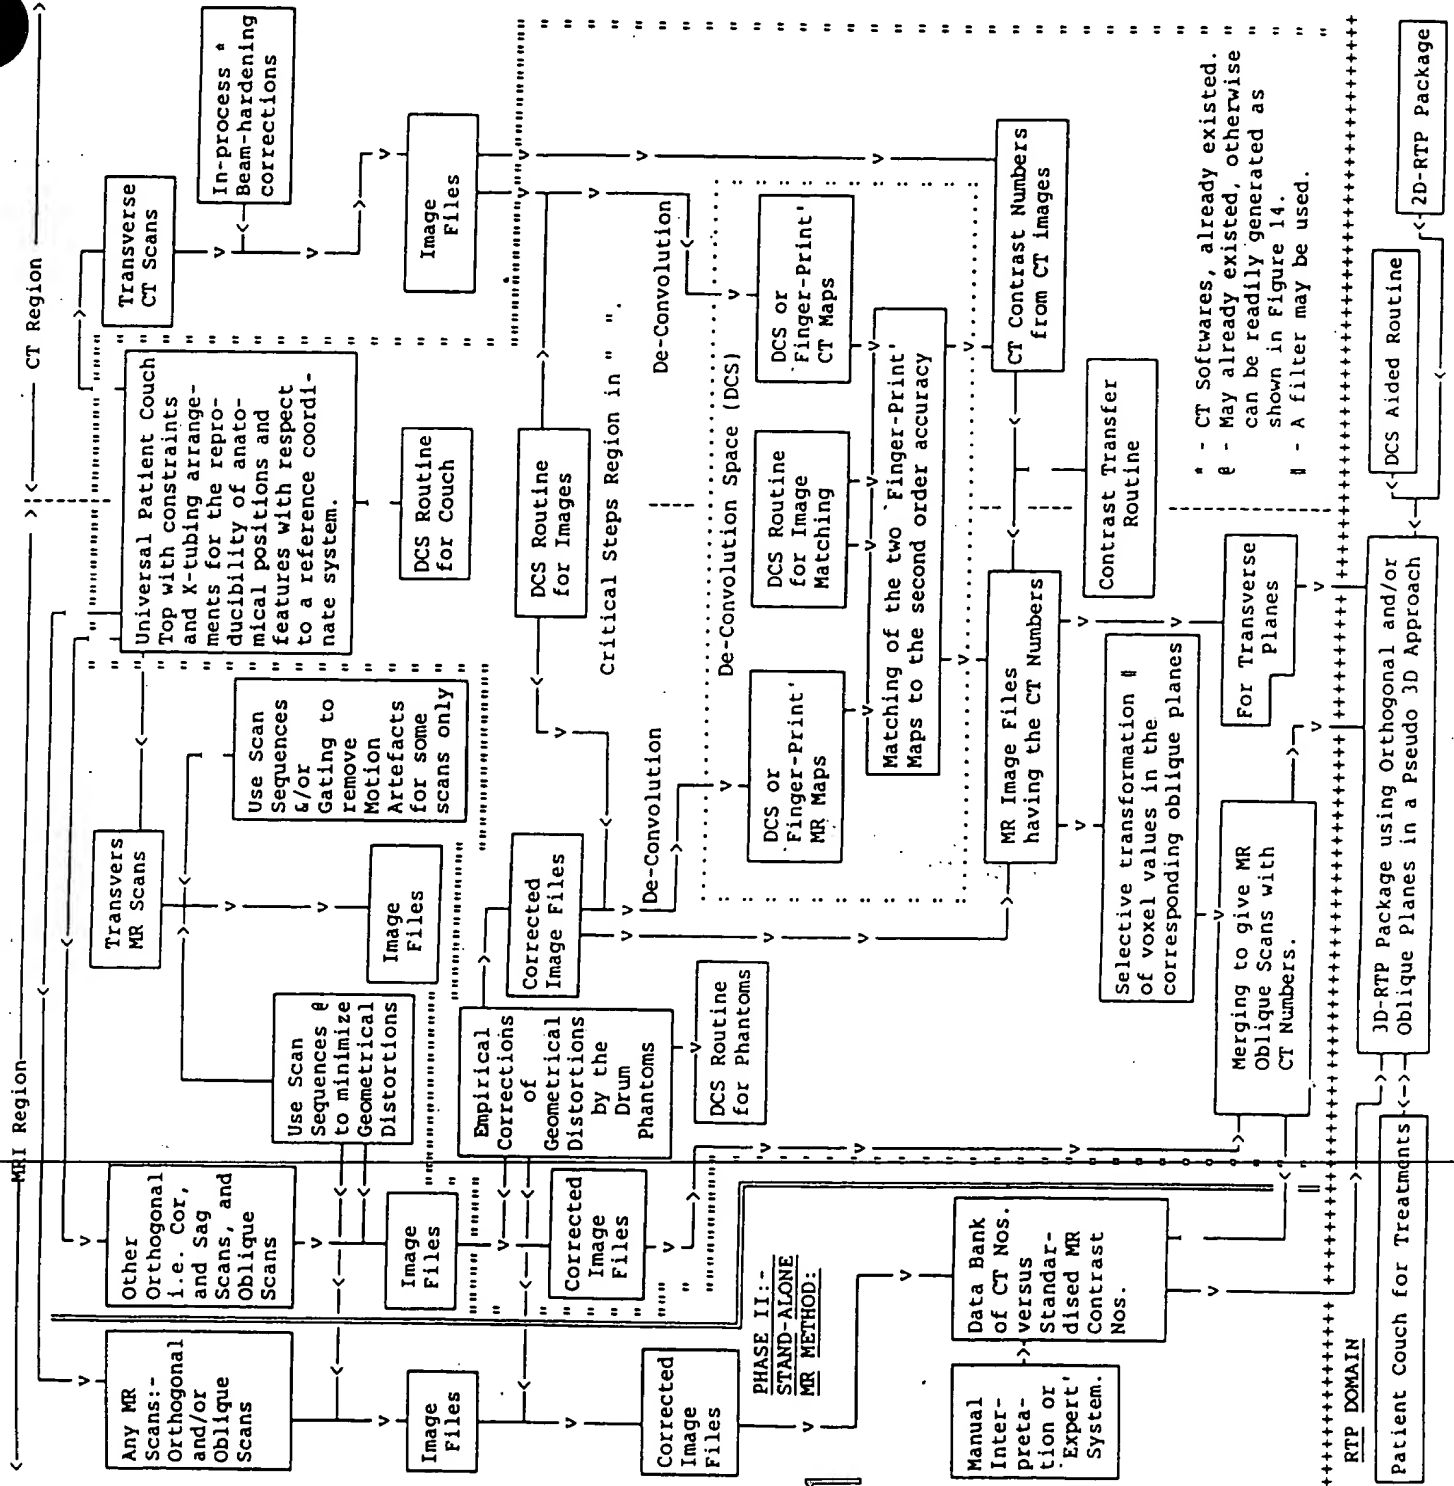 MRI Region
CT Region
Any MR
Scans:-
Orthogonal
and/or
Oblique
Scans
Other
Orthogonal
i.e. Cor,
and Sag
Scans, and
Oblique
Scans
Transvers
MR Scans
Universal Patient Couch
Top with constraints
and X-tubing arrange-
ments for the repro-
ducibility of anato-
mical positions and
features with respect
to a reference coordi-
nate system.
Transverse
CT Scans
In-process *
Beam-hardening
corrections
Use Scan
Sequences @
to minimize
Geometrical
Distortions
Use Scan
Sequences
&/or
Gating to
remove
Motion
Artefacts
for some
scans only
Image
Files
Image
Files
Image
Files
Image
Files
DCS Routine
for Couch
Empirical
Corrections
of
Geometrical
Distortions
by the
Drum
Phantoms
Corrected
Image Files
DCS Routine
for Images
Critical Steps Region in " ".
Corrected
Image
Files
Corrected
Image
Files
DCS Routine
for Phantoms
De-Convolution
De-Convolution
De-Convolution Space (DCS)
DCS or
`Finger-Print'
MR Maps
DCS Routine
for Image
Matching
DCS or
`Finger-Print'
CT Maps
Matching of the two `Finger-Print'
Maps to the second order accuracy
PHASE II:-
STAND-ALONE
MR METHOD:
Manual
Inter-
preta-
tion or
`Expert'
System.
Data Bank
of CT Nos.
versus
Standar-
dised MR
Contrast
Nos.
MR Image Files
having the CT Numbers
CT Contrast Numbers
from CT images
Contrast Transfer
Routine
Selective transformation #
of voxel values in the
corresponding oblique planes
Merging to give MR
Oblique Scans with
CT Numbers.
For Transverse
Planes
* - CT Softwares, already existed.
@ - May already existed, otherwise
can be readily generated as
shown in Figure 14.
# - A filter may be used.
RTP DOMAIN
Patient Couch for Treatments
3D-RTP Package using Orthogonal and/or
Oblique Planes in a Pseudo 3D Approach
DCS Aided Routine
2D-RTP Package